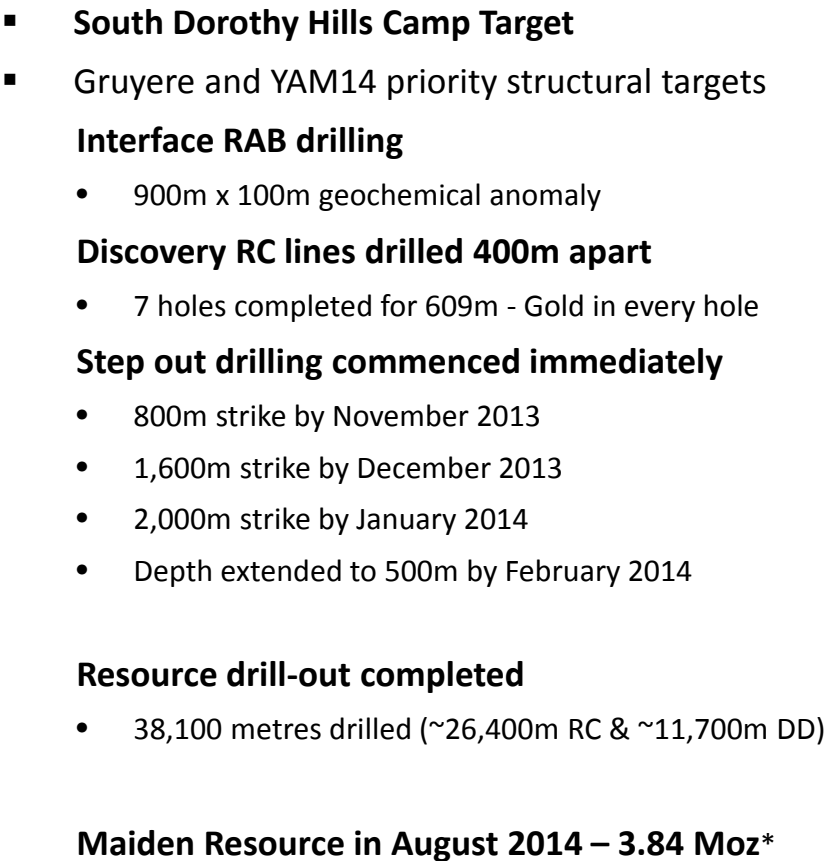 ▪ South Dorothy Hills Camp Target
▪ Gruyere and YAM14 priority structural targets
Interface RAB drilling
• 900m x 100m geochemical anomaly
Discovery RC lines drilled 400m apart
• 7 holes completed for 609m - Gold in every hole
Step out drilling commenced immediately
• 800m strike by November 2013
• 1,600m strike by December 2013
• 2,000m strike by January 2014
• Depth extended to 500m by February 2014
Resource drill-out completed
• 38,100 metres drilled (~26,400m RC & ~11,700m DD)
Maiden Resource in August 2014 – 3.84 Moz*